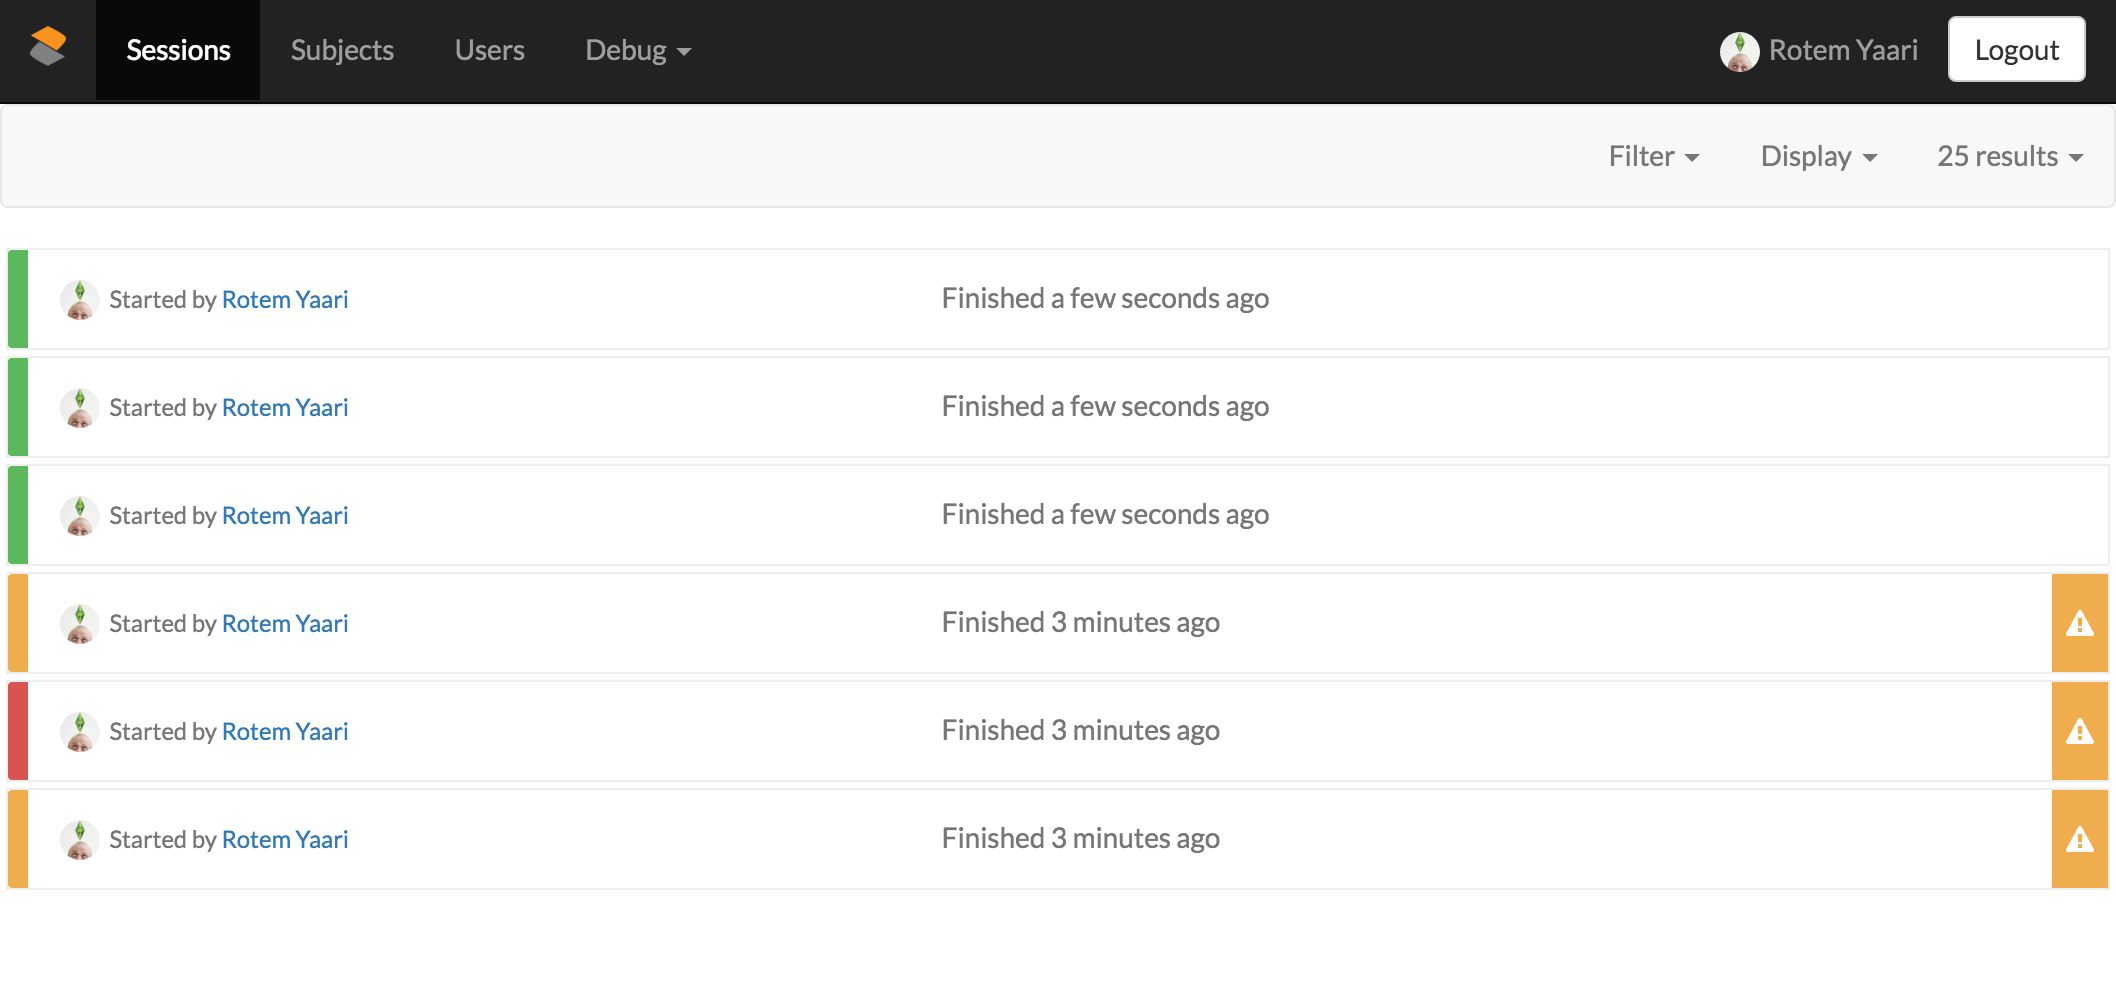 Sessions Subjects Users Debug Rotem Yaari Logout
Filter Display 25 results
Started by Rotem Yaari Finished a few seconds ago
Started by Rotem Yaari Finished a few seconds ago
Started by Rotem Yaari Finished a few seconds ago
Started by Rotem Yaari Finished 3 minutes ago
Started by Rotem Yaari Finished 3 minutes ago
Started by Rotem Yaari Finished 3 minutes ago